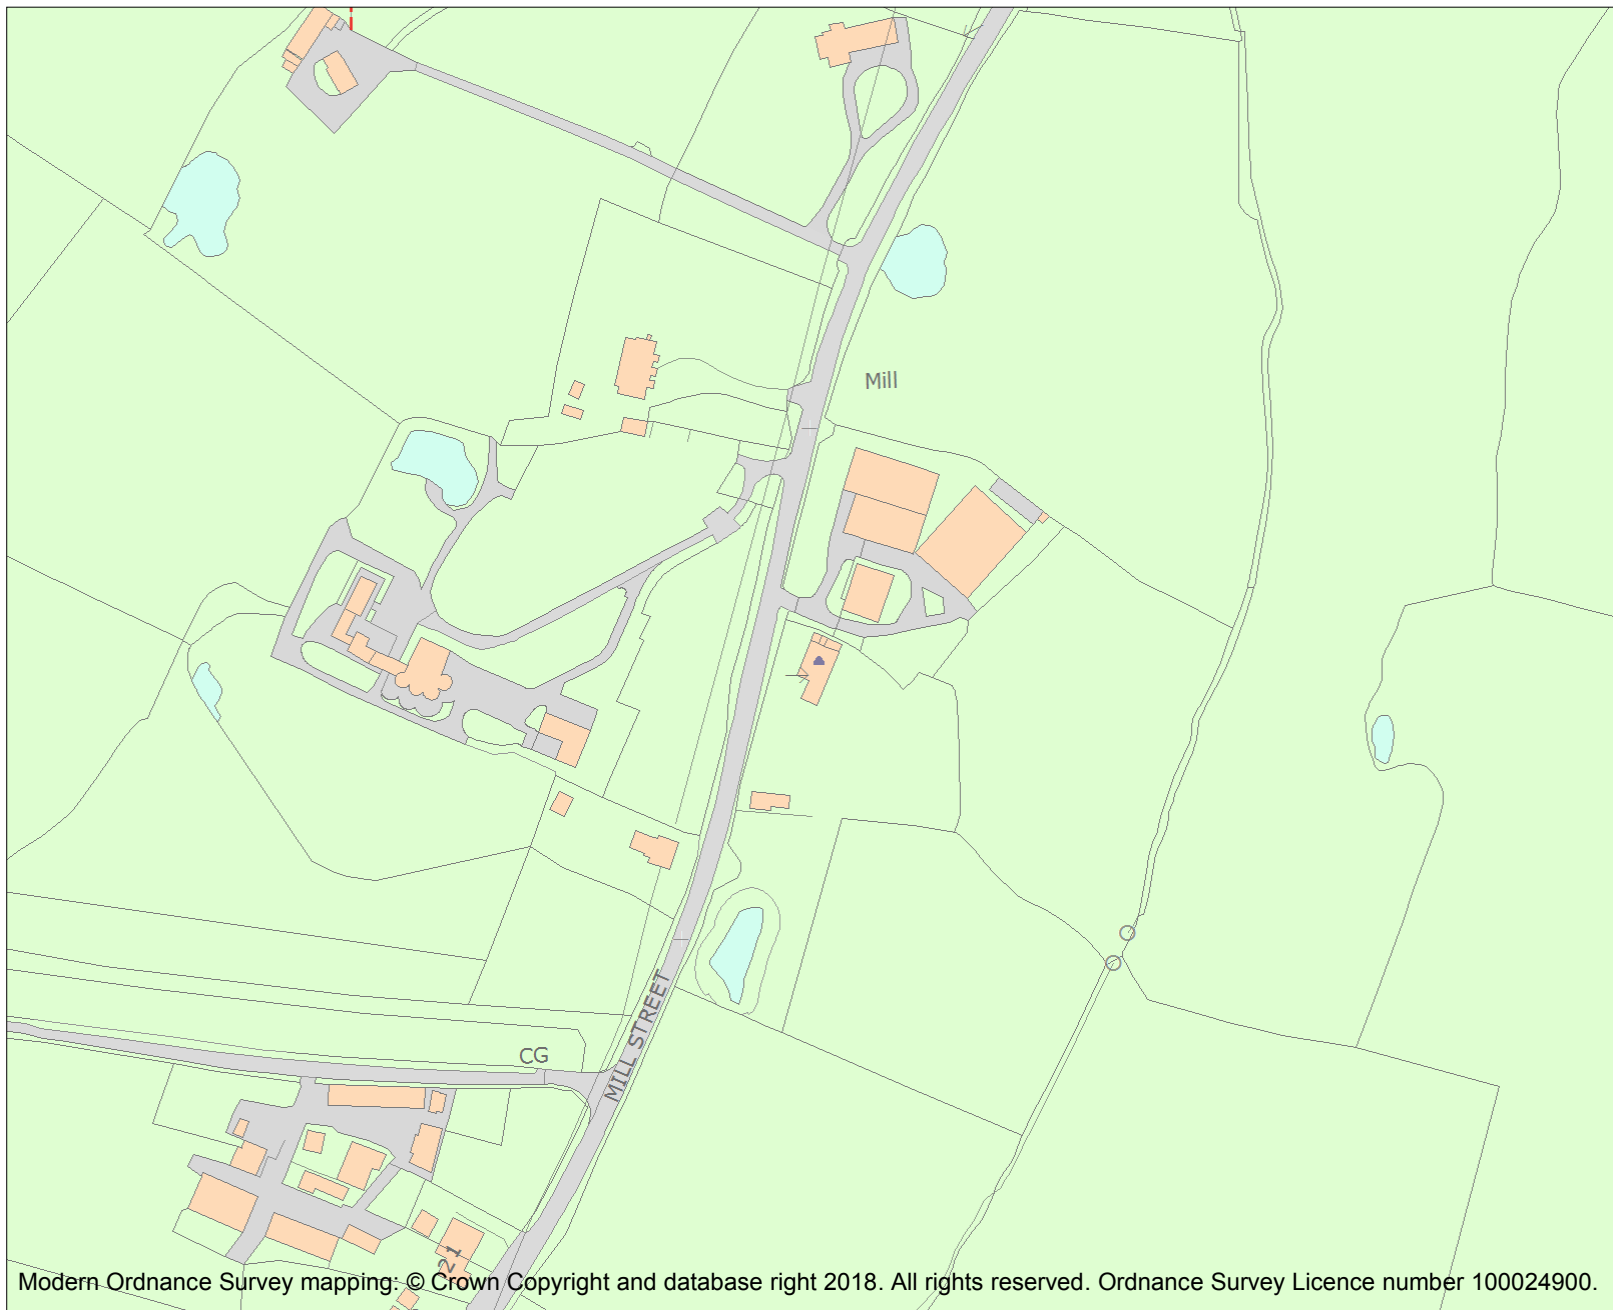 Mill
CG
MILL STREET
21
Modern Ordnance Survey mapping: © Crown Copyright and database right 2018. All rights reserved. Ordnance Survey Licence number 100024900.